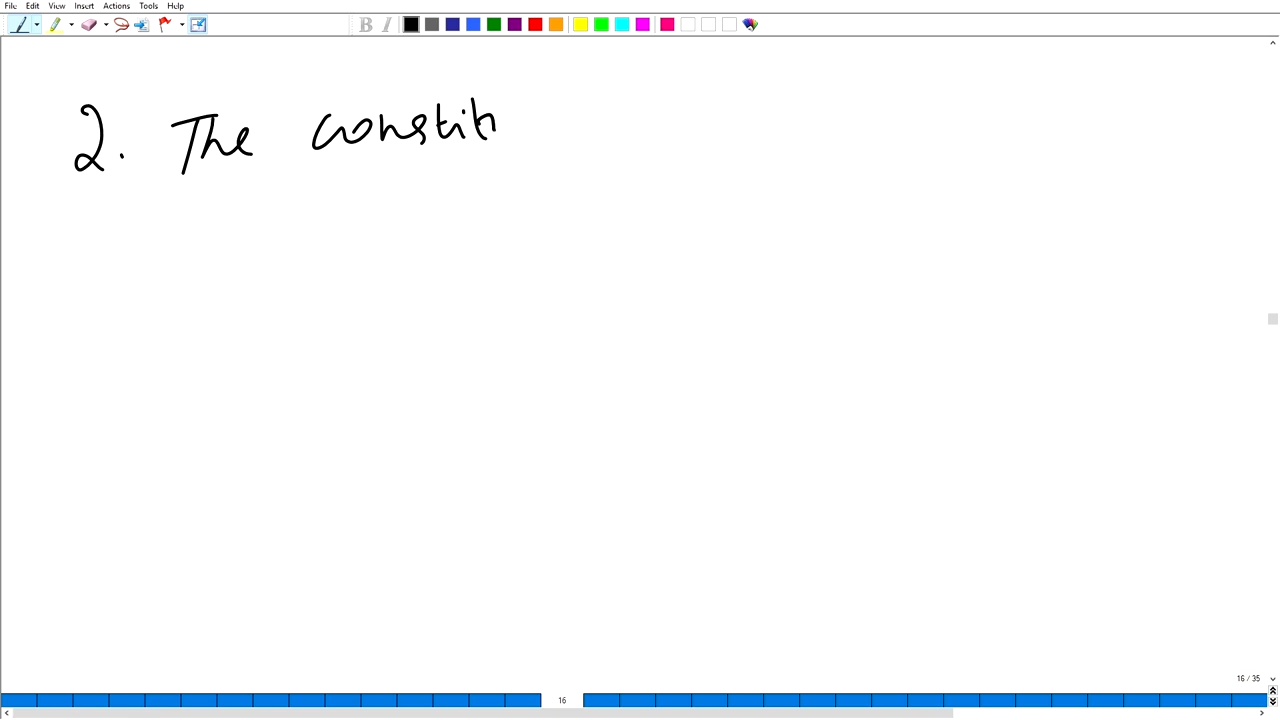 File Edit View Insert Actions Tools Help
B I
2. The constit
16 / 35
16